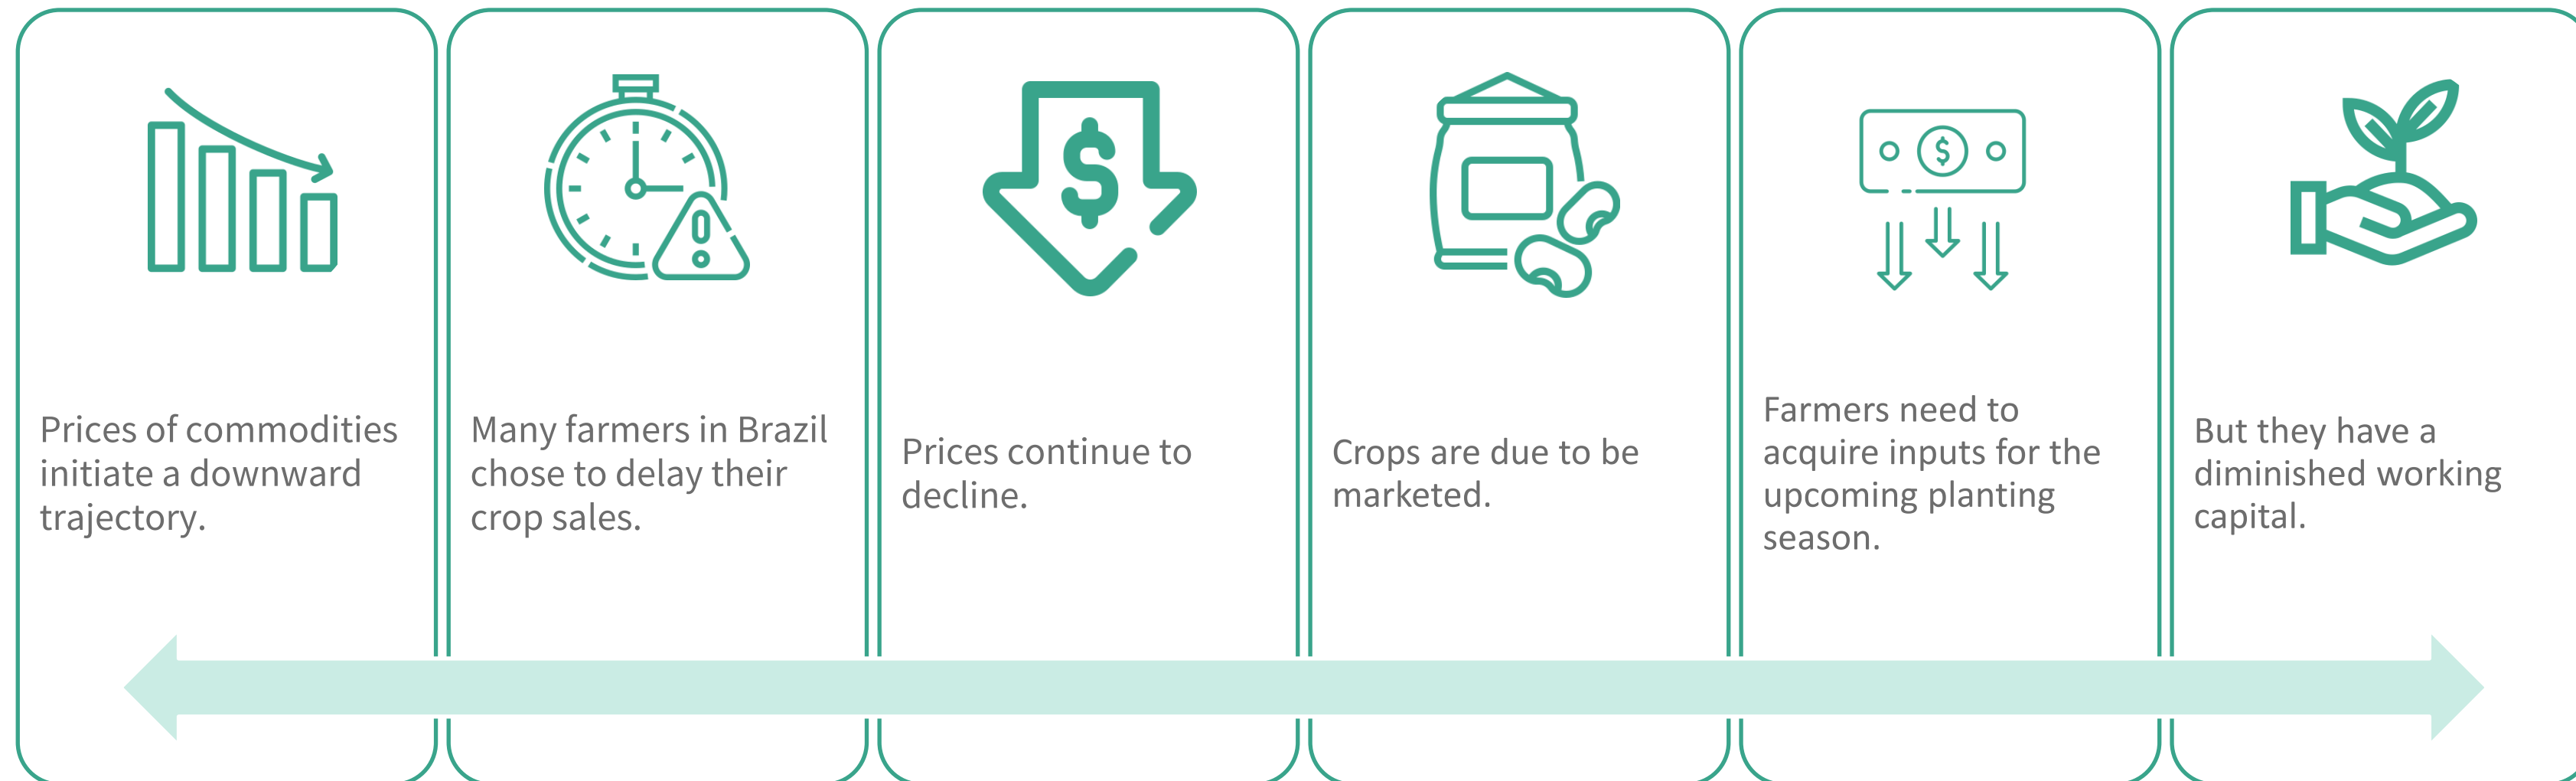 Prices of commodities
initiate a downward
trajectory.
Many farmers in Brazil
chose to delay their
crop sales.
Prices continue to
decline.
Crops are due to be
marketed.
Farmers need to
acquire inputs for the
upcoming planting
season.
But they have a
diminished working
capital.